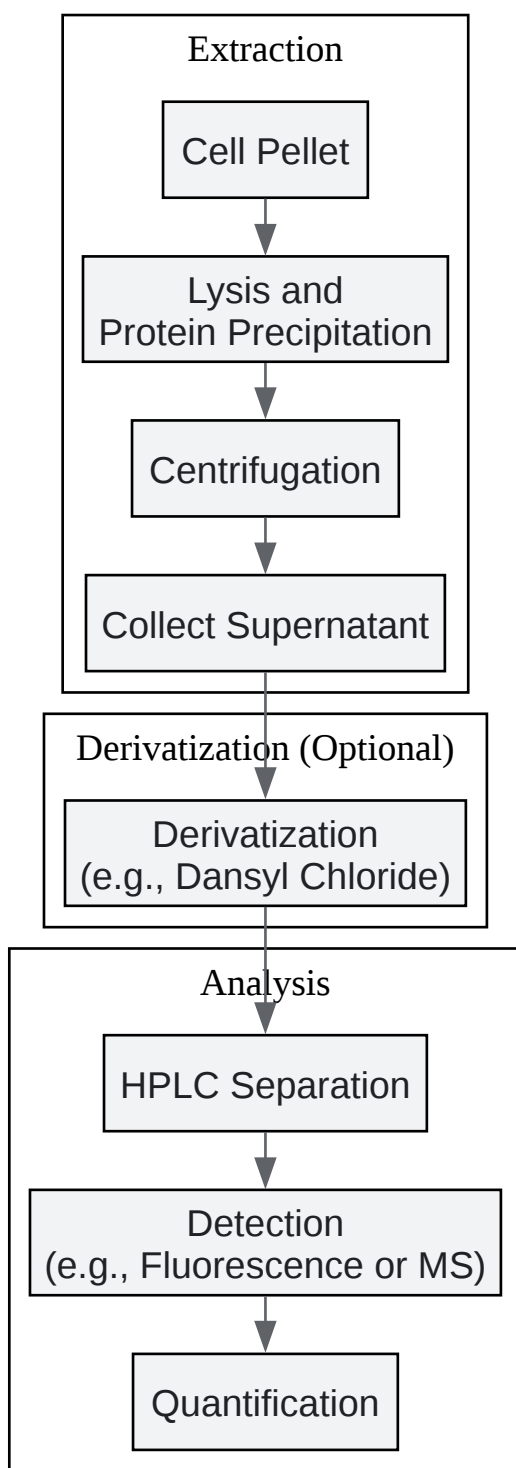 Extraction
Cell Pellet
Lysis and
Protein Precipitation
Centrifugation
Collect Supernatant
Derivatization (Optional)
Derivatization
(e.g., Dansyl Chloride)
Analysis
HPLC Separation
Detection
(e.g., Fluorescence or MS)
Quantification